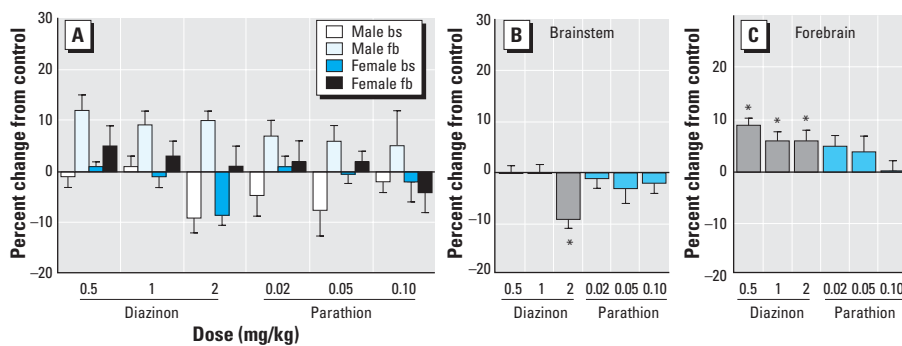 Percent change from control
30
20
10
0
–10
–20
A
Male bs
Male fb
Female bs
Female fb
0.5 1 2 0.02 0.05 0.10
Diazinon Parathion
Dose (mg/kg)
Percent change from control
30
20
10
0
–10
–20
B Brainstem
*
0.5 1 2 0.02 0.05 0.10
Diazinon Parathion
Percent change from control
20
10
0
–10
–20
C Forebrain
* * *
0.5 1 2 0.02 0.05 0.10
Diazinon Parathion